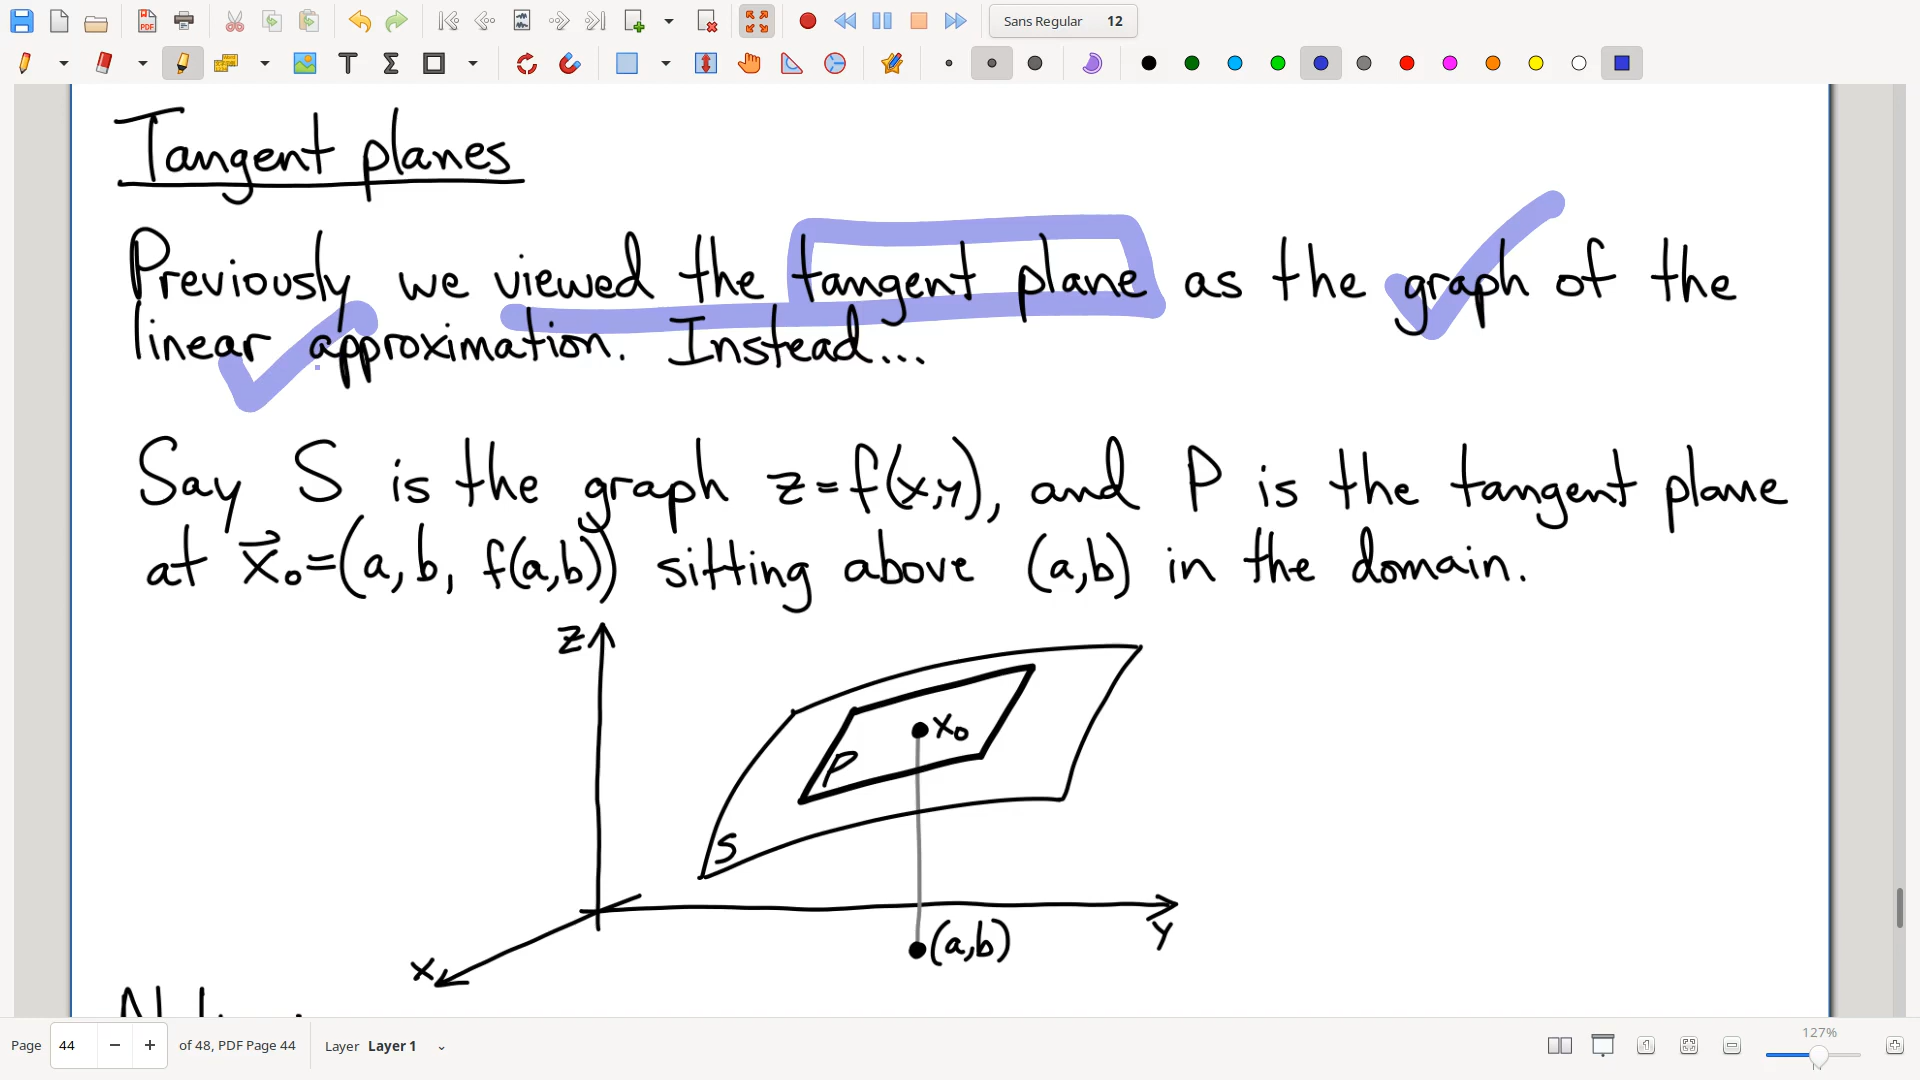 Sans Regular 12
Tangent planes
Previously we viewed the tangent plane as the graph of the
linear approximation. Instead...
Say S is the graph z=f(x,y), and P is the tangent plane
at x⃗₀=(a,b, f(a,b)) sitting above (a,b) in the domain.
z
x₀
P
S
y
(a,b)
x
Page 44 of 48, PDF Page 44 Layer Layer 1
127%